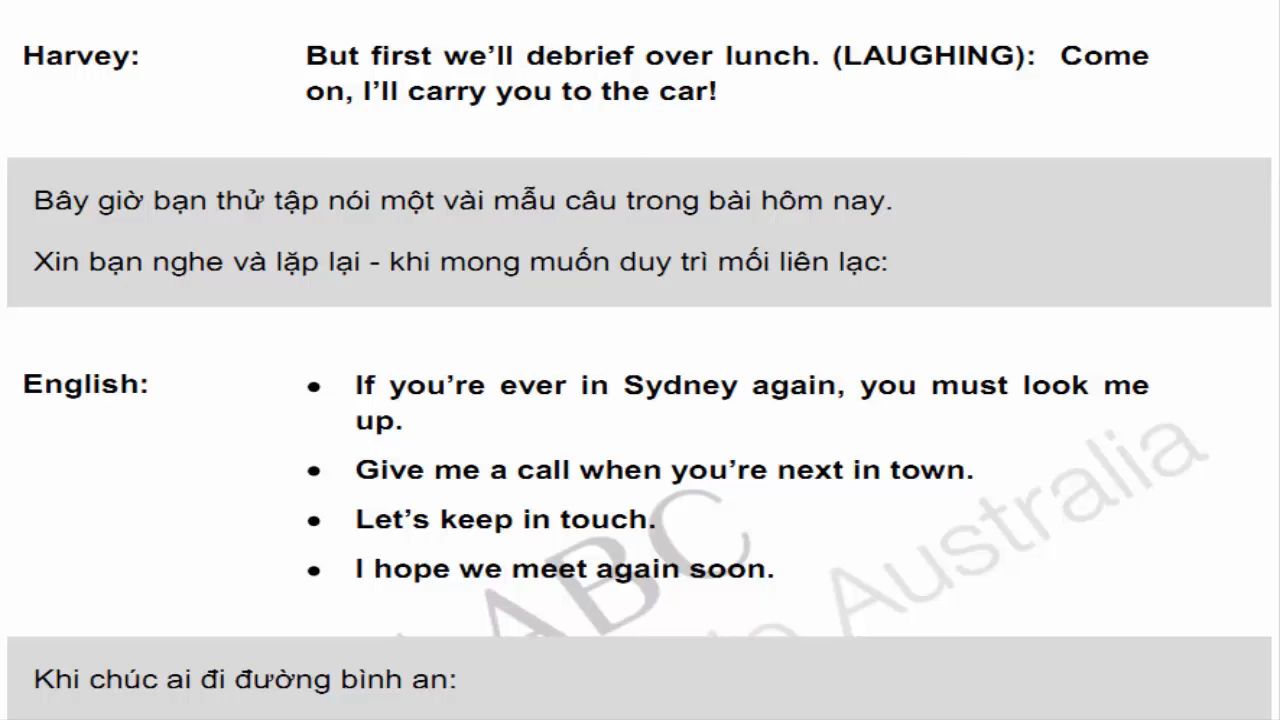 Harvey: But first we’ll debrief over lunch. (LAUGHING): Come
on, I’ll carry you to the car!
Bây giờ bạn thử tập nói một vài mẫu câu trong bài hôm nay.
Xin bạn nghe và lặp lại - khi mong muốn duy trì mối liên lạc:
English: • If you’re ever in Sydney again, you must look me
up.
• Give me a call when you’re next in town.
• Let’s keep in touch.
• I hope we meet again soon.
ABC
Australia
Khi chúc ai đi đường bình an: